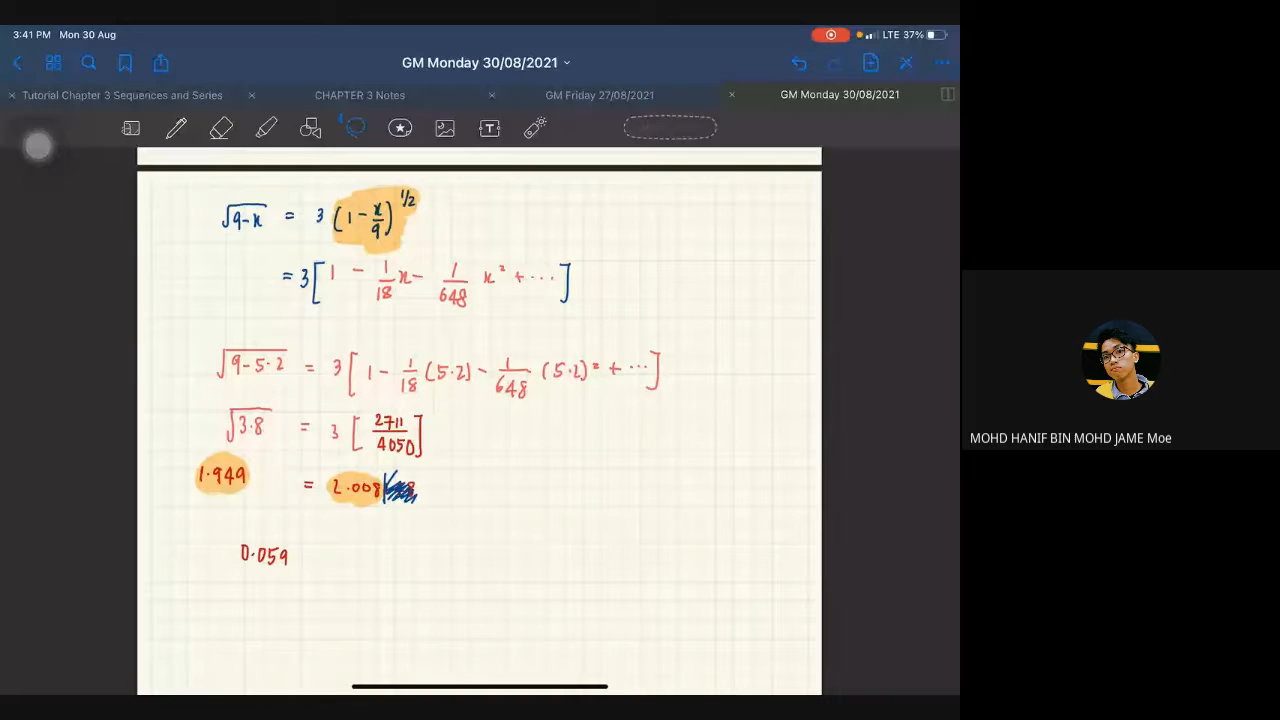 3:41 PM Mon 30 Aug
LTE 37%
GM Monday 30/08/2021
Tutorial Chapter 3 Sequences and Series
CHAPTER 3 Notes
GM Friday 27/08/2021
GM Monday 30/08/2021
√(9-x) = 3 (1 - x/9)^1/2
= 3 [ 1 - 1/18 x - 1/648 x² + ... ]
√(9-5.2) = 3 [ 1 - 1/18 (5.2) - 1/648 (5.2)² + ... ]
√3.8 = 3 [ 2711/4050 ]
1.949 = 2.008
0.059
MOHD HANIF BIN MOHD JAME Moe